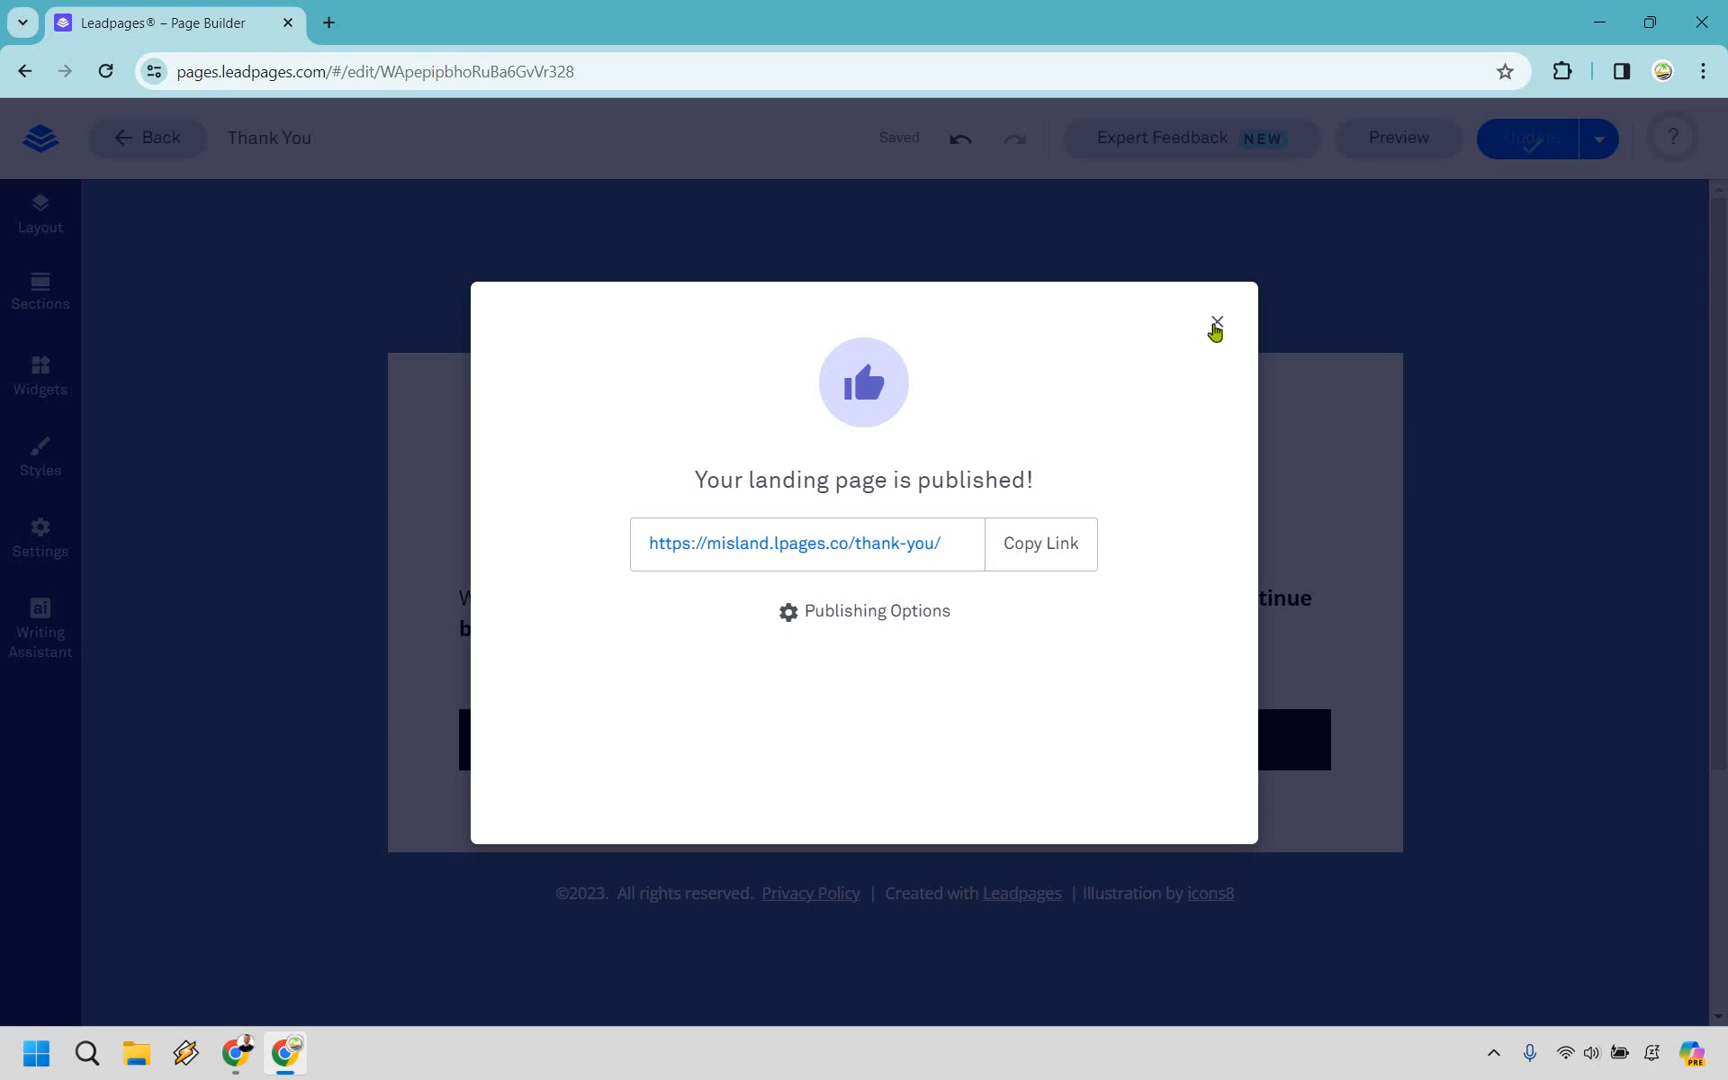 Leadpages® – Page Builder
pages.leadpages.com/#/edit/WApepipbhoRuBa6GvVr328
Back
Thank You
Saved
Expert Feedback NEW
Preview
Update
?
Layout
Sections
Widgets
Styles
Settings
ai
Writing
Assistant
Your landing page is published!
https://misland.lpages.co/thank-you/
Copy Link
Publishing Options
tinue
©2023. All rights reserved. Privacy Policy | Created with Leadpages | Illustration by icons8
PRE